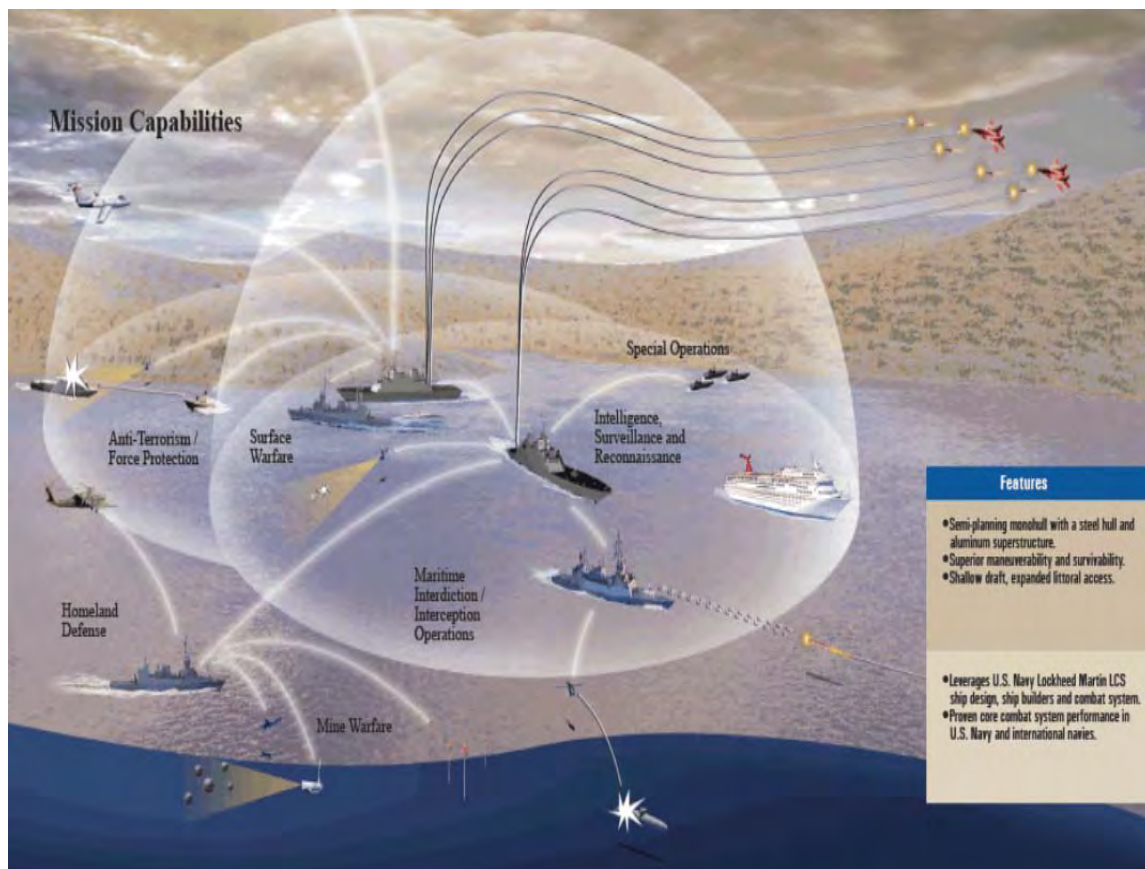 Mission Capabilities
Special Operations
Anti-Terrorism /
Force Protection
Surface
Warfare
Intelligence,
Surveillance and
Reconnaissance
Maritime
Interdiction /
Interception
Operations
Homeland
Defense
Mine Warfare
Features
•Semi-planning monohull with a steel hull and
aluminum superstructure.
•Superior maneuverability and survivability.
•Shallow draft, expanded littoral access.
•Leverages U.S. Navy Lockheed Martin LCS
ship design, ship builders and combat system.
•Proven core combat system performance in
U.S. Navy and international navies.